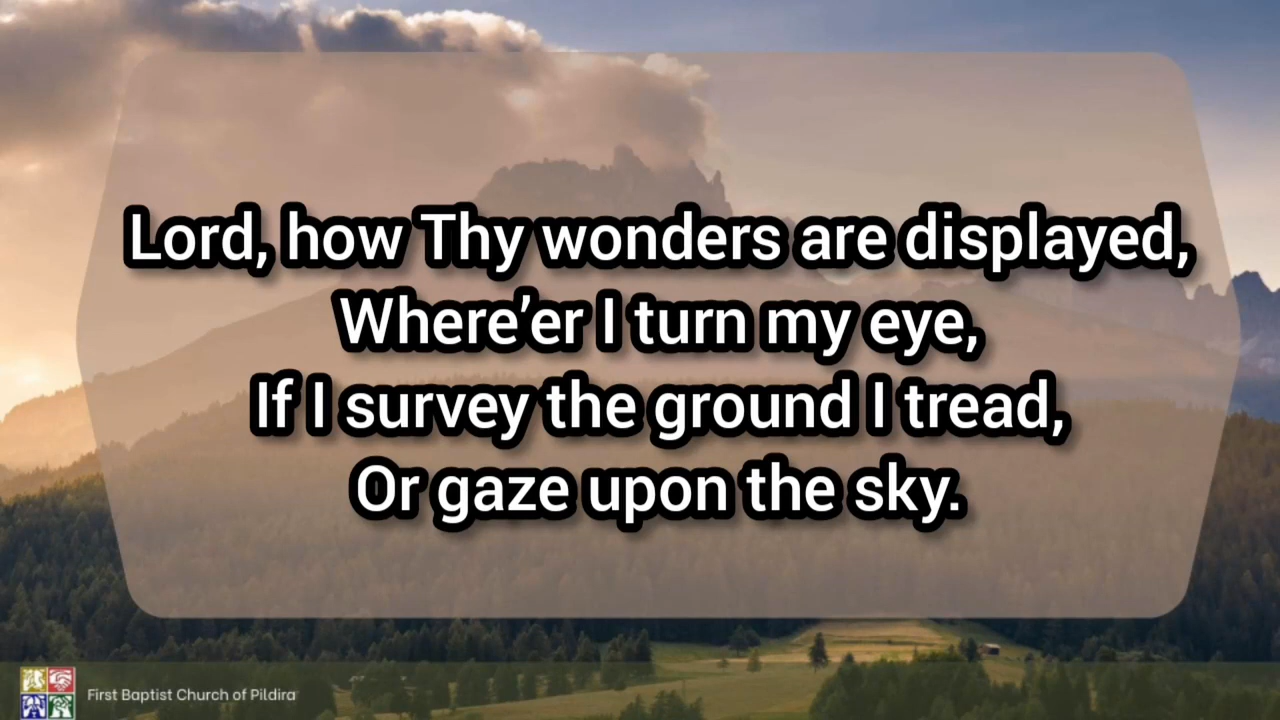 Lord, how Thy wonders are displayed,
Where’er I turn my eye,
If I survey the ground I tread,
Or gaze upon the sky.
First Baptist Church of Pildira